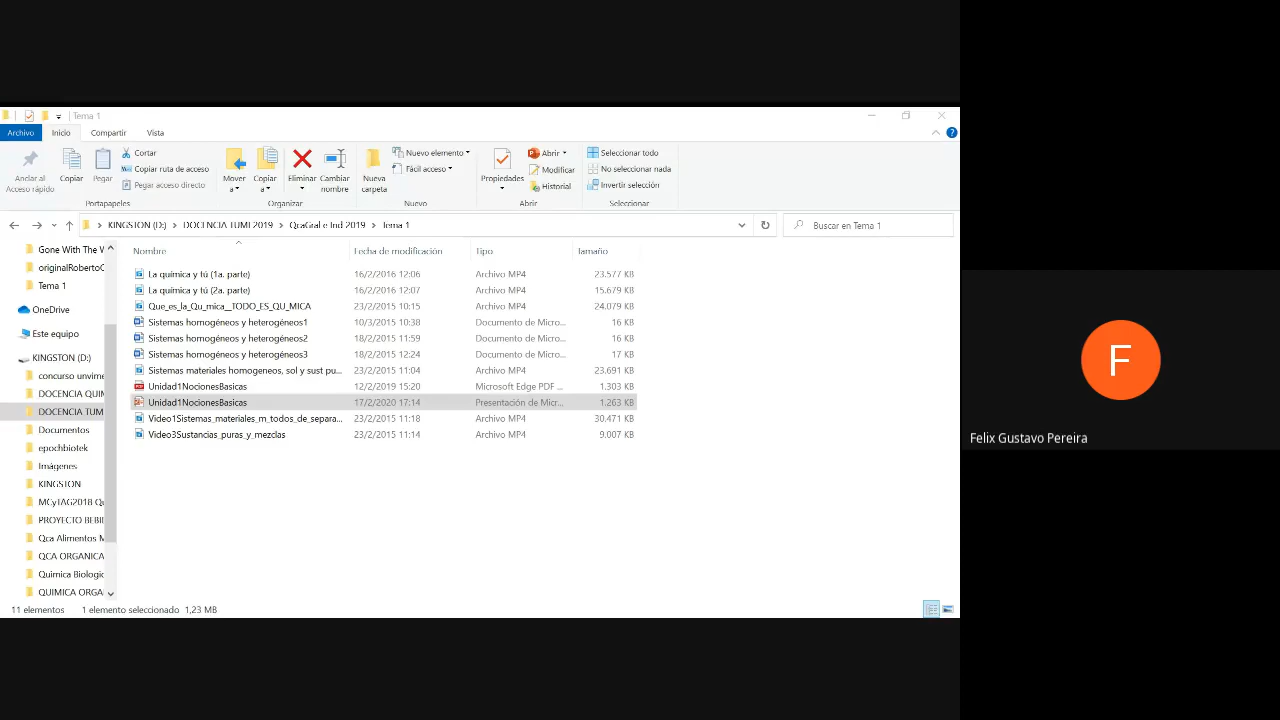 Tema 1
Archivo Inicio Compartir Vista
Anclar al Acceso rápido
Copiar
Pegar
Cortar
Copiar ruta de acceso
Pegar acceso directo
Portapapeles
Mover a
Copiar a
Eliminar
Cambiar nombre
Organizar
Nueva carpeta
Nuevo elemento
Fácil acceso
Nuevo
Propiedades
Abrir
Modificar
Historial
Abrir
Seleccionar todo
No seleccionar nada
Invertir selección
Seleccionar
KINGSTON (D:) > DOCENCIA TUMI 2019 > QcaGral e Ind 2019 > Tema 1
Buscar en Tema 1
Nombre Fecha de modificación Tipo Tamaño
La química y tú (1a. parte) 16/2/2016 12:06 Archivo MP4 23.577 KB
La química y tú (2a. parte) 16/2/2016 12:07 Archivo MP4 15.679 KB
Que_es_la_Qu_mica__TODO_ES_QU_MICA 23/2/2015 10:15 Archivo MP4 24.079 KB
Sistemas homogéneos y heterogéneos1 10/3/2015 10:38 Documento de Micro... 16 KB
Sistemas homogéneos y heterogéneos2 18/2/2015 11:59 Documento de Micro... 16 KB
Sistemas homogéneos y heterogéneos3 18/2/2015 12:24 Documento de Micro... 17 KB
Sistemas materiales homogeneos, sol y sust pu... 23/2/2015 11:04 Archivo MP4 23.691 KB
Unidad1NocionesBasicas 12/2/2019 15:20 Microsoft Edge PDF ... 1.303 KB
Unidad1NocionesBasicas 17/2/2020 17:14 Presentación de Micr... 1.263 KB
Video1Sistemas_materiales_m_todos_de_separa... 23/2/2015 11:18 Archivo MP4 30.471 KB
Video3Sustancias_puras_y_mezclas 23/2/2015 11:14 Archivo MP4 9.007 KB
Gone With The W
originalRobertoC
Tema 1
OneDrive
Este equipo
KINGSTON (D:)
concurso unvime
DOCENCIA QUIM
DOCENCIA TUM
Documentos
epochbiotek
Imágenes
KINGSTON
MCyTAG2018 Qu
PROYECTO BEBI
Qca Alimentos M
QCA ORGANICA
Quimica Biologic
QUIMICA ORGA
11 elementos 1 elemento seleccionado 1,23 MB
F
Felix Gustavo Pereira